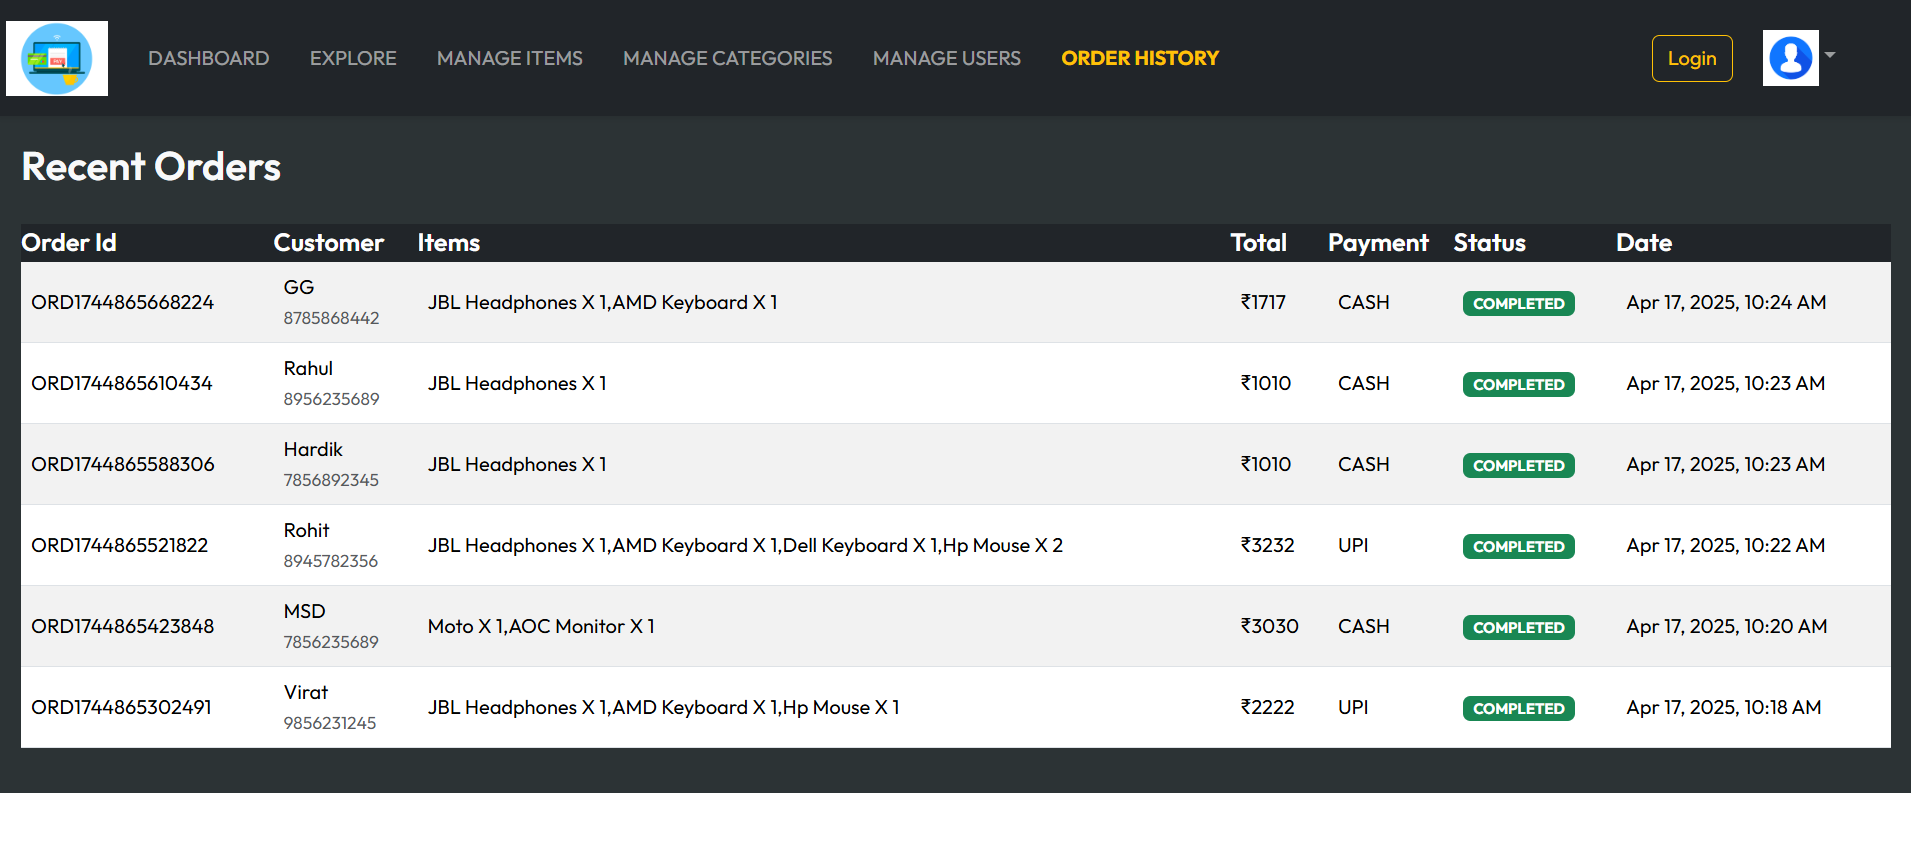 DASHBOARD EXPLORE MANAGE ITEMS MANAGE CATEGORIES MANAGE USERS ORDER HISTORY Login
Recent Orders
Order Id Customer Items Total Payment Status Date
ORD1744865668224 GG 8785868442 JBL Headphones X 1,AMD Keyboard X 1 ₹1717 CASH COMPLETED Apr 17, 2025, 10:24 AM
ORD1744865610434 Rahul 8956235689 JBL Headphones X 1 ₹1010 CASH COMPLETED Apr 17, 2025, 10:23 AM
ORD1744865588306 Hardik 7856892345 JBL Headphones X 1 ₹1010 CASH COMPLETED Apr 17, 2025, 10:23 AM
ORD1744865521822 Rohit 8945782356 JBL Headphones X 1,AMD Keyboard X 1,Dell Keyboard X 1,Hp Mouse X 2 ₹3232 UPI COMPLETED Apr 17, 2025, 10:22 AM
ORD1744865423848 MSD 7856235689 Moto X 1,AOC Monitor X 1 ₹3030 CASH COMPLETED Apr 17, 2025, 10:20 AM
ORD1744865302491 Virat 9856231245 JBL Headphones X 1,AMD Keyboard X 1,Hp Mouse X 1 ₹2222 UPI COMPLETED Apr 17, 2025, 10:18 AM